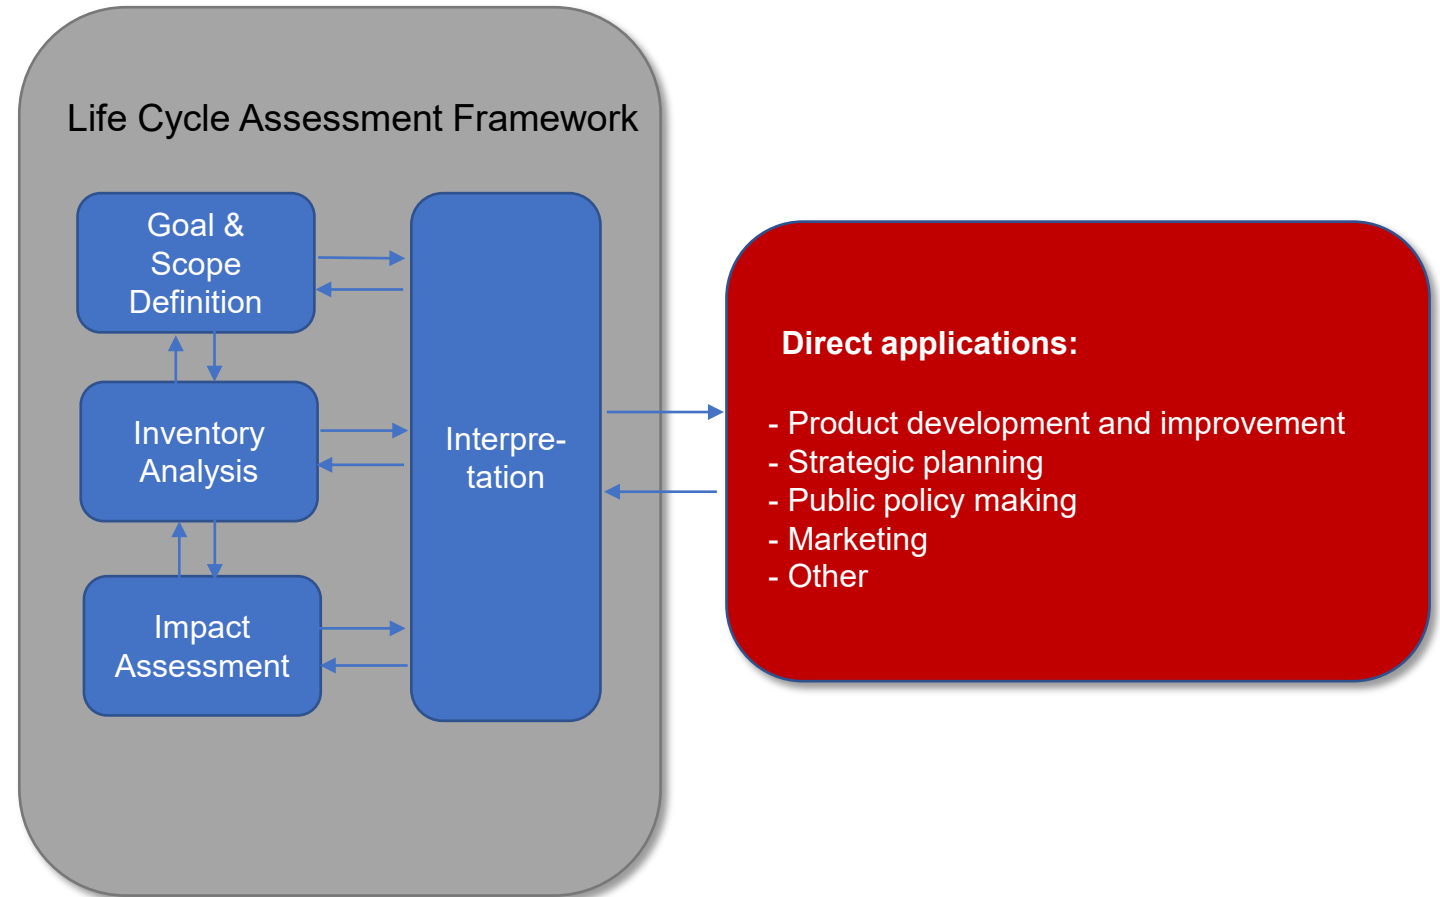 Life Cycle Assessment Framework
Goal &
Scope
Definition
Inventory
Analysis
Impact
Assessment
Interpre-
tation
Direct applications:
- Product development and improvement
- Strategic planning
- Public policy making
- Marketing
- Other